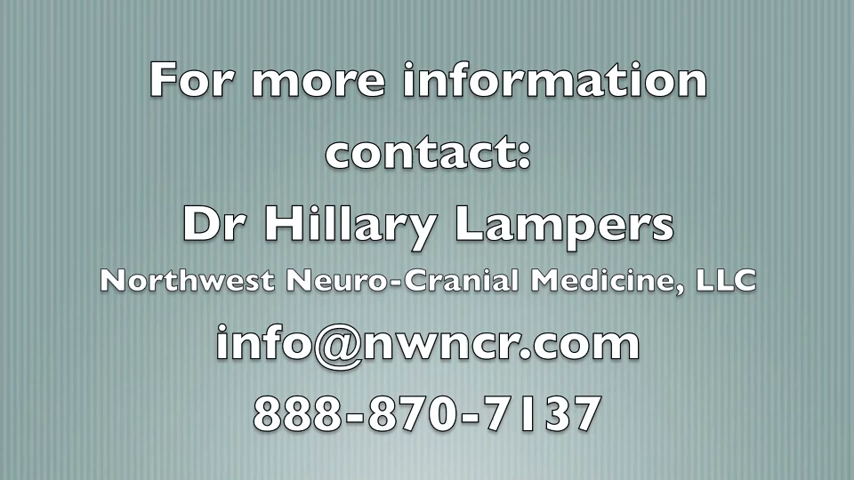 For more information
contact:
Dr Hillary Lampers
Northwest Neuro-Cranial Medicine, LLC
info@nwncr.com
888-870-7137